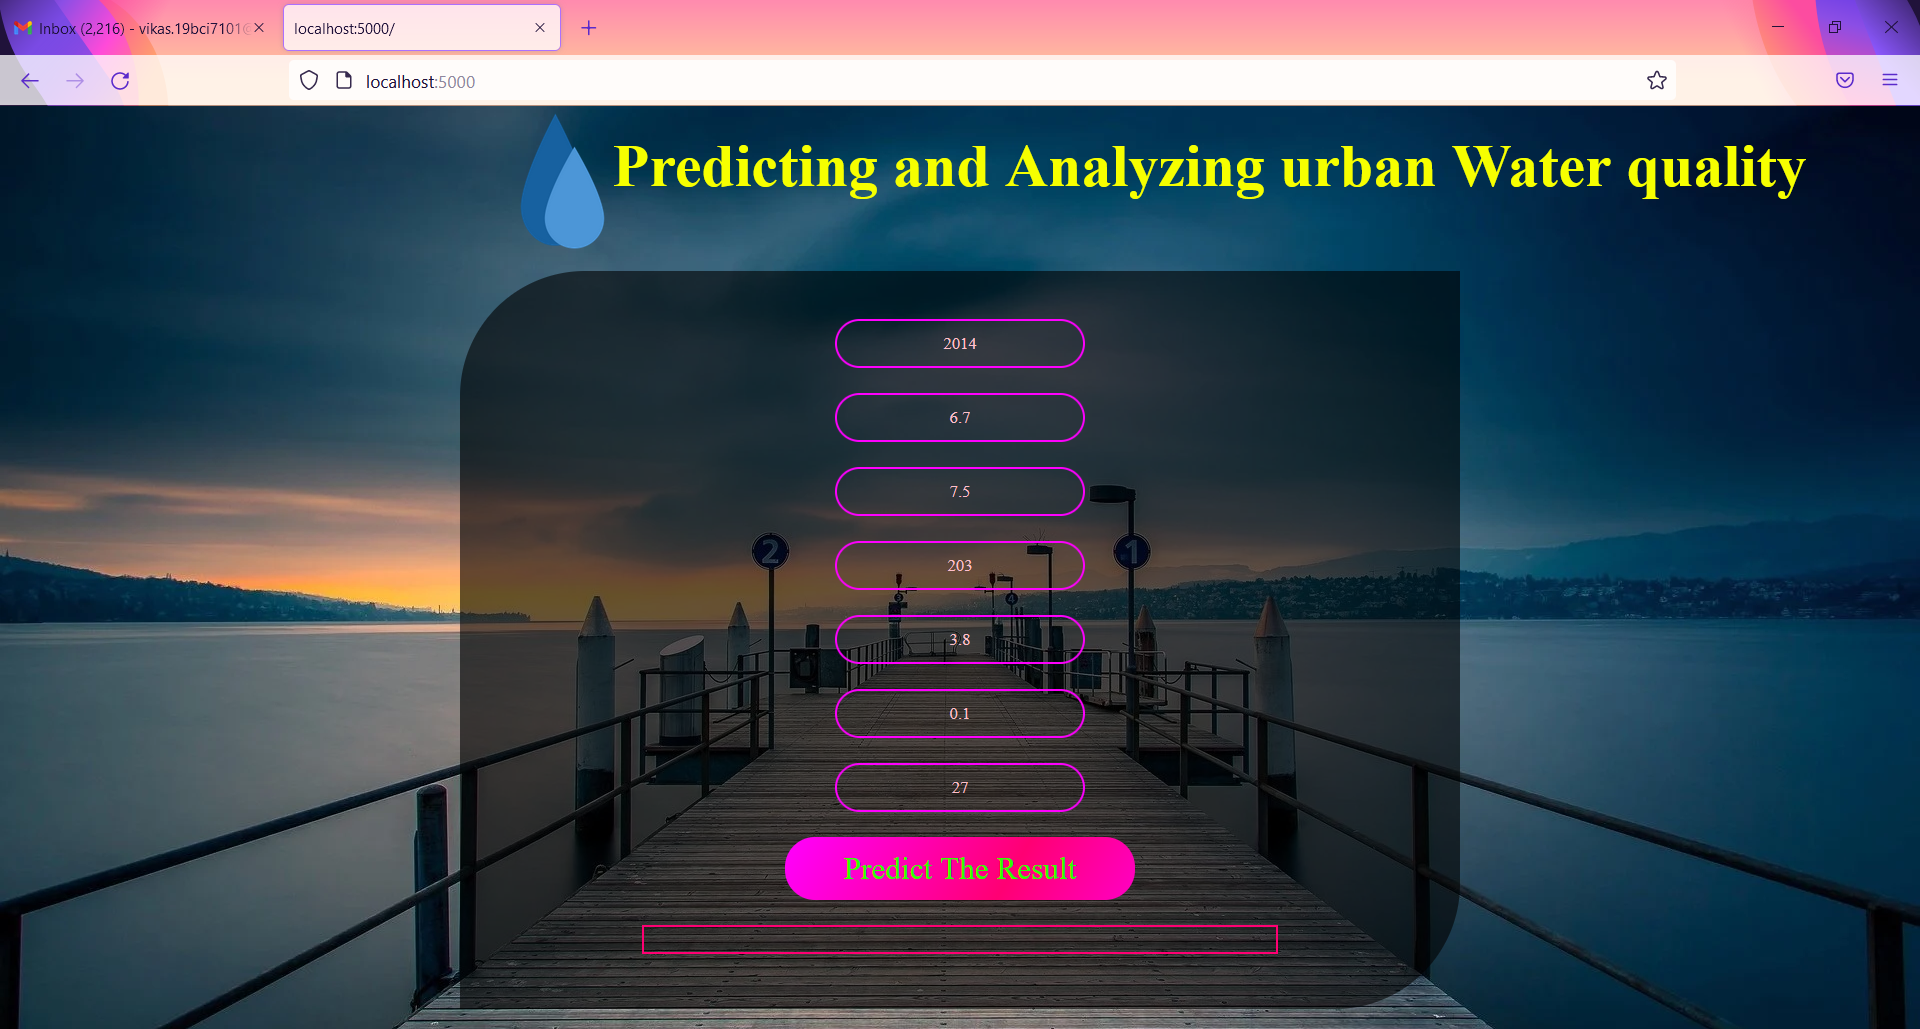 Inbox (2,216) - vikas.19bci7101@
localhost:5000/
localhost:5000
Predicting and Analyzing urban Water quality
2014
6.7
7.5
203
2
1
3.8
0.1
27
Predict The Result